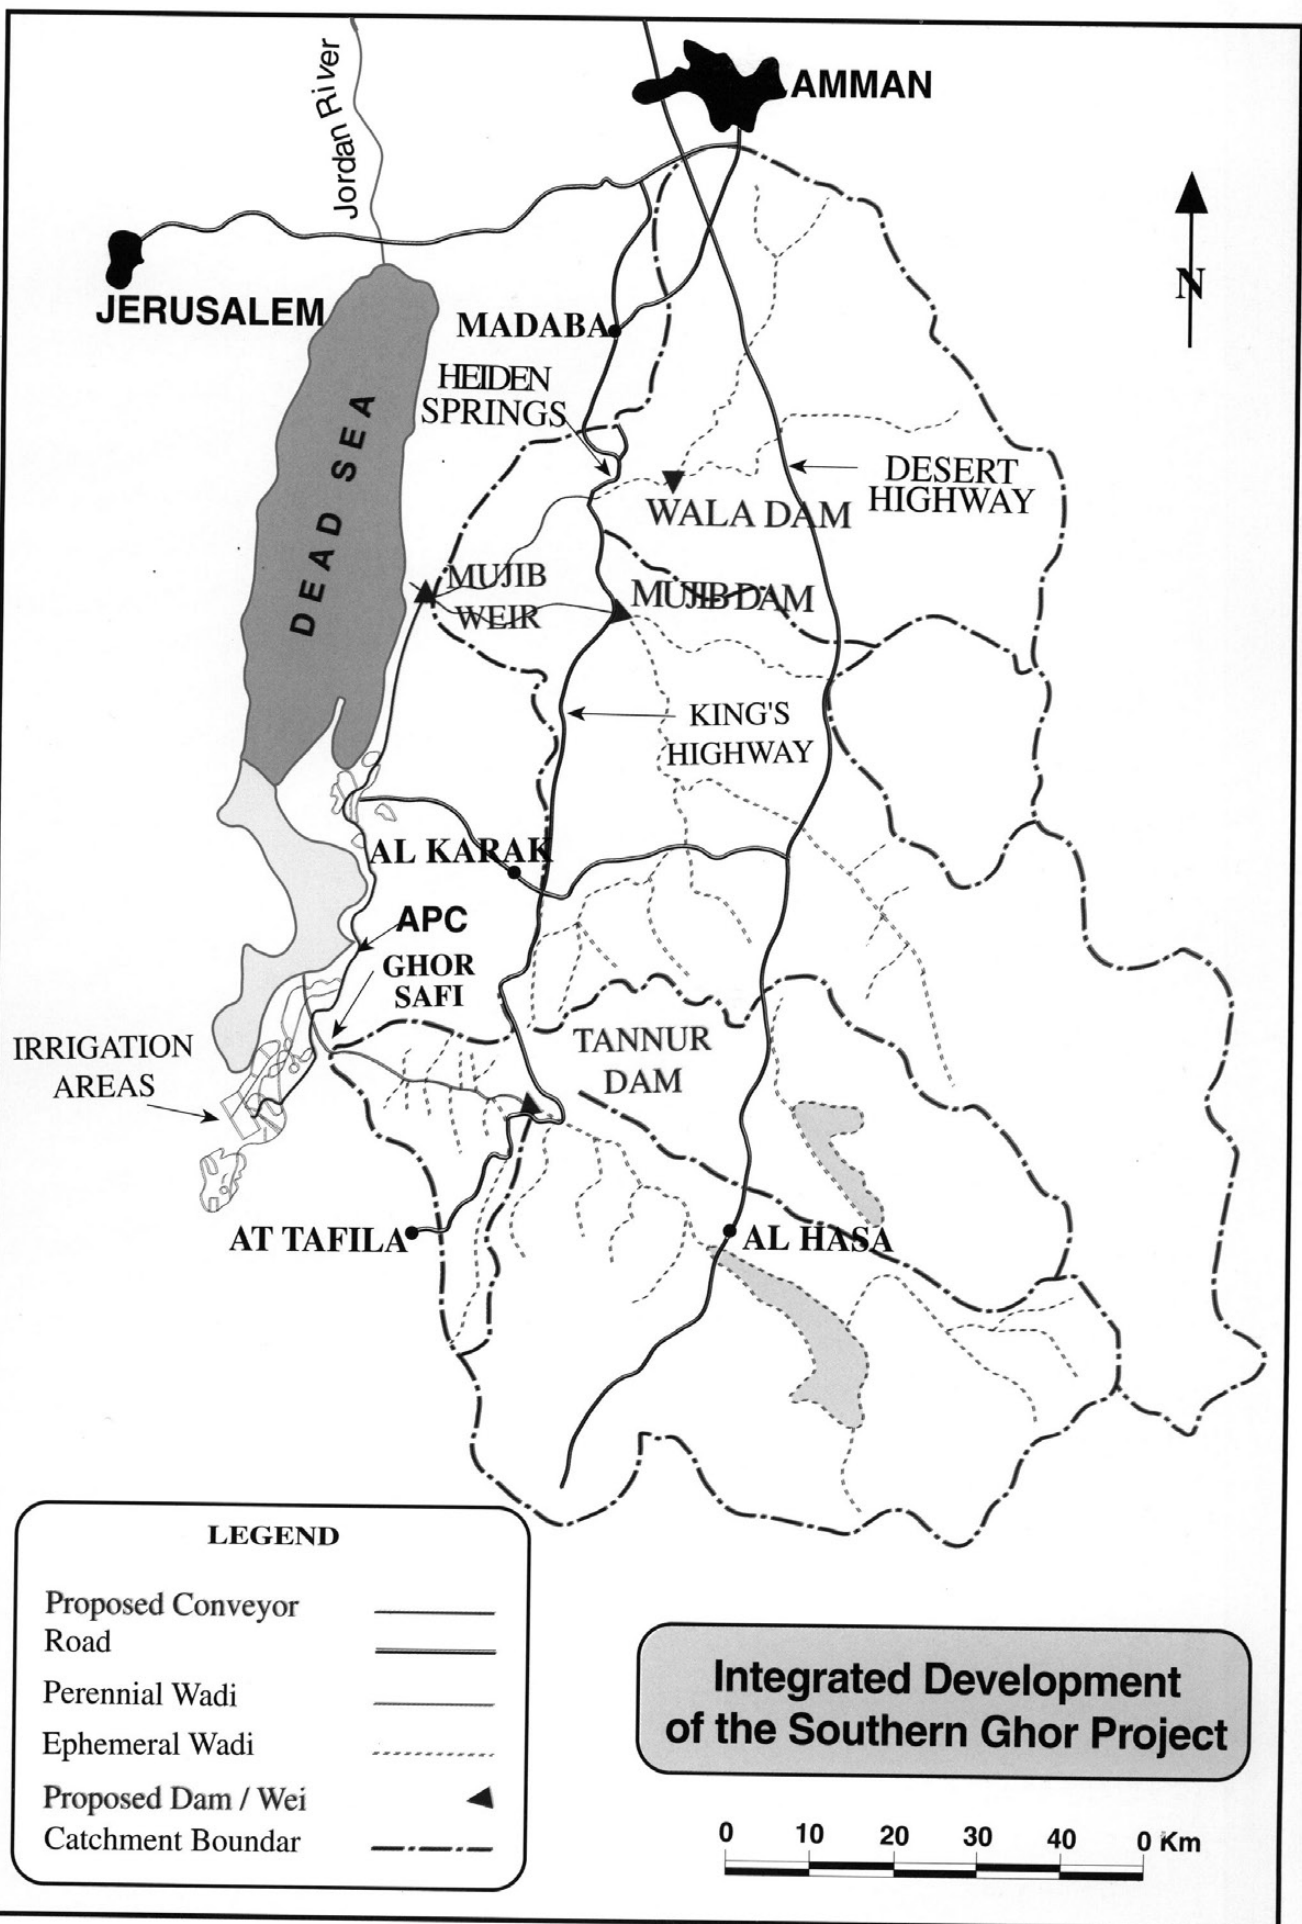 Jordan River
AMMAN
N
JERUSALEM
MADABA
HEIDEN
SPRINGS
DEAD SEA
DESERT
HIGHWAY
WALA DAM
MUJIB
WEIR
MUJIB DAM
KING'S
HIGHWAY
AL KARAK
APC
GHOR
SAFI
IRRIGATION
AREAS
TANNUR
DAM
AT TAFILA
AL HASA
LEGEND
Proposed Conveyor
Road
Perennial Wadi
Ephemeral Wadi
Proposed Dam / Wei
Catchment Boundar
Integrated Development
of the Southern Ghor Project
0 10 20 30 40 0 Km